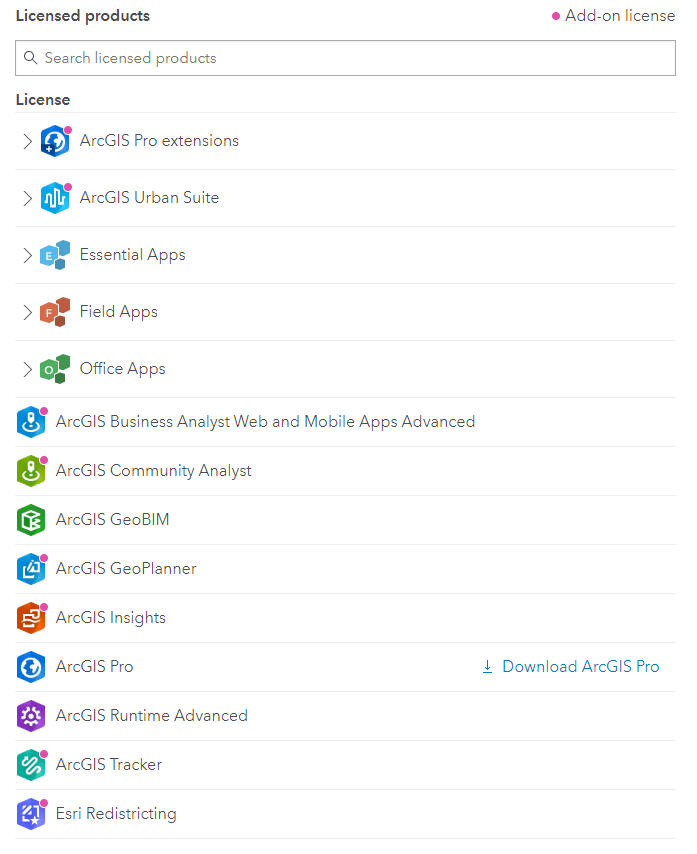 Licensed products
Add-on license
Search licensed products
License
ArcGIS Pro extensions
ArcGIS Urban Suite
E Essential Apps
F Field Apps
O Office Apps
ArcGIS Business Analyst Web and Mobile Apps Advanced
ArcGIS Community Analyst
ArcGIS GeoBIM
ArcGIS GeoPlanner
ArcGIS Insights
ArcGIS Pro
Download ArcGIS Pro
ArcGIS Runtime Advanced
ArcGIS Tracker
Esri Redistricting